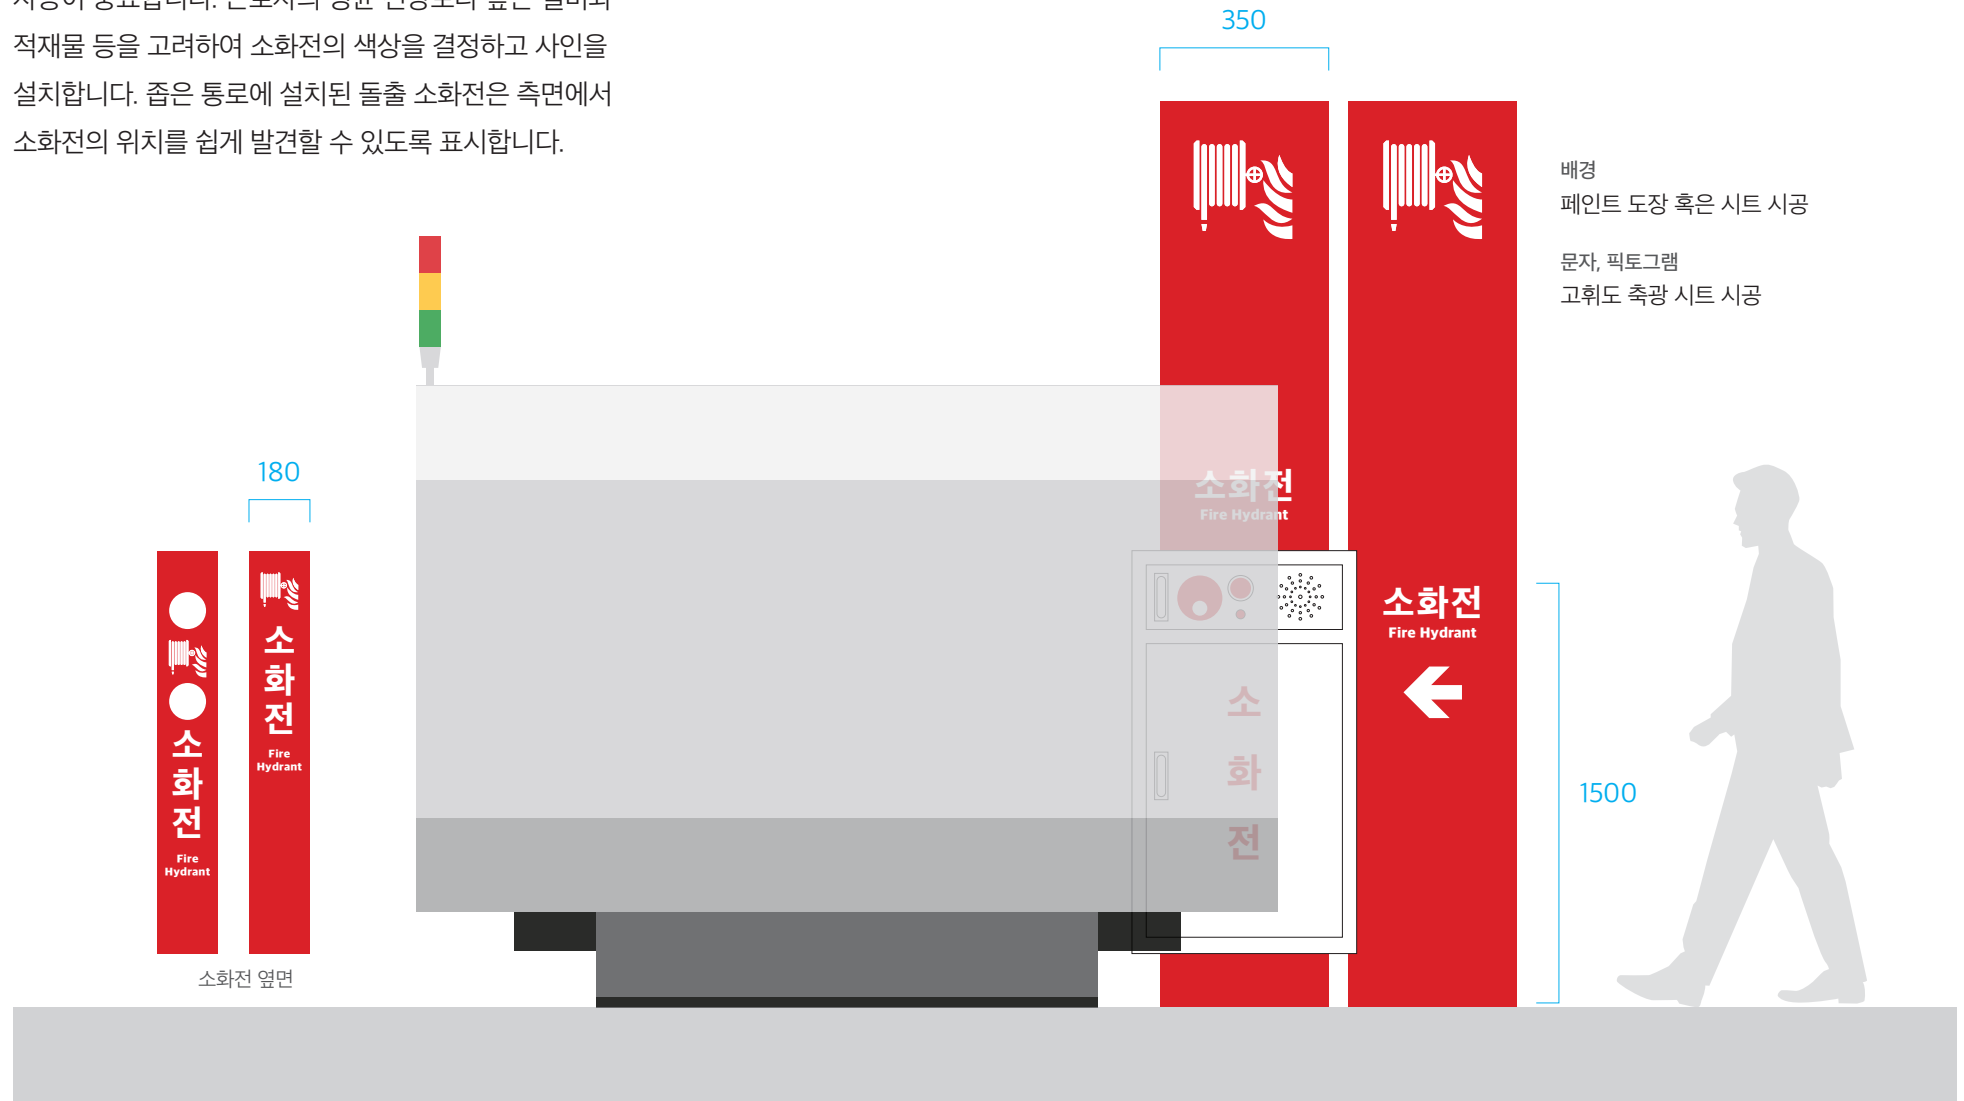 적재물 등을 고려하여 소화전의 색상을 결정하고 사인을
설치합니다. 좁은 통로에 설치된 돌출 소화전은 측면에서
소화전의 위치를 쉽게 발견할 수 있도록 표시합니다.
350
배경
페인트 도장 혹은 시트 시공
문자, 픽토그램
고휘도 축광 시트 시공
180
소화전
Fire Hydrant
소화전
Fire Hydrant
1500
소
화
전
소
화
전
Fire
Hydrant
소
화
전
Fire
Hydrant
소화전 옆면